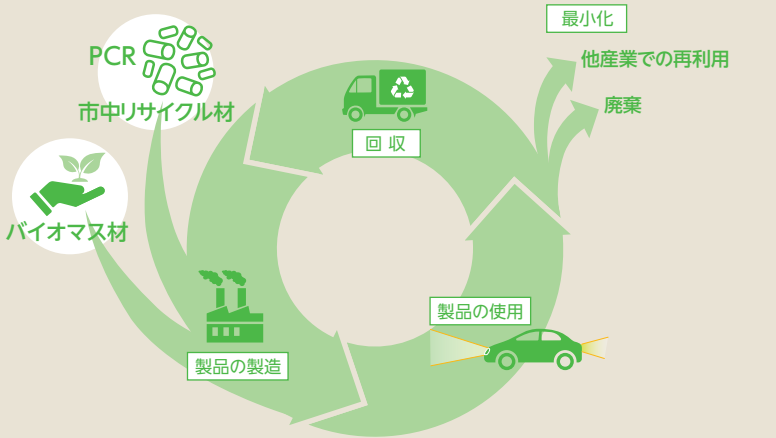 最小化
他産業での再利用
廃棄
PCR
市中リサイクル材
回 収
バイオマス材
製品の使用
製品の製造